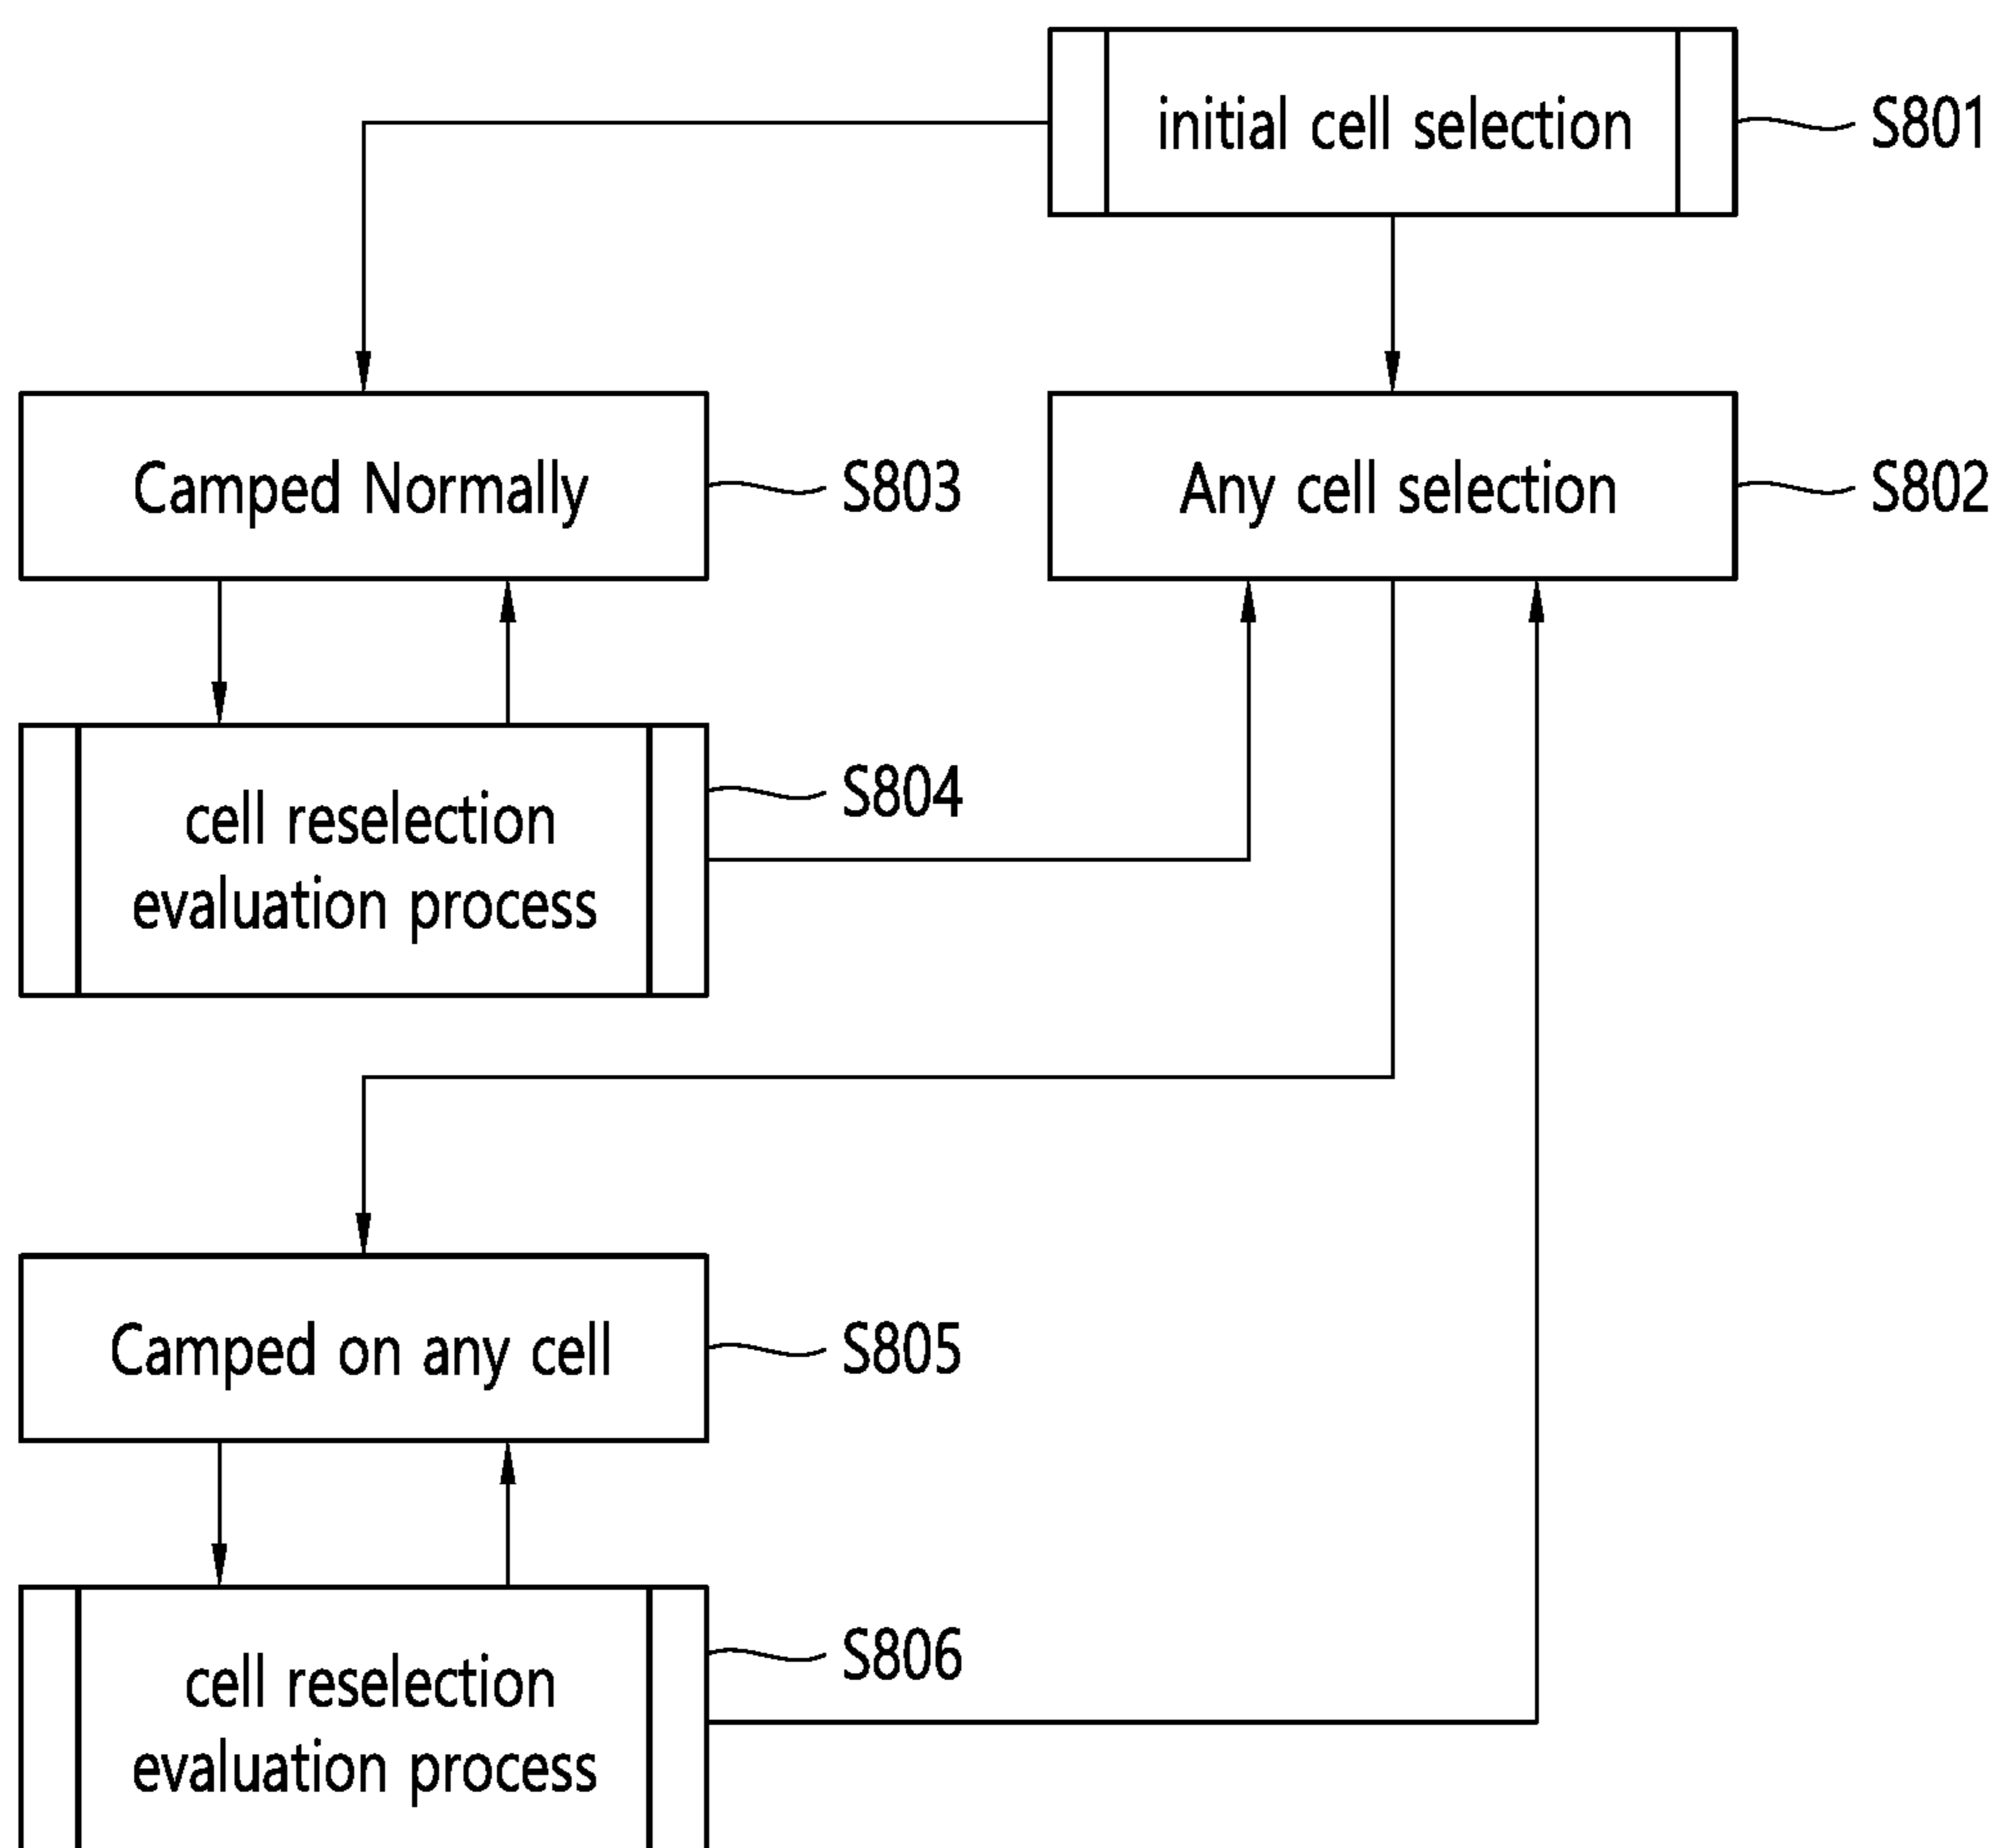 initial cell selection
S801
Camped Normally
S803
Any cell selection
S802
cell reselection
evaluation process
S804
Camped on any cell
S805
cell reselection
evaluation process
S806